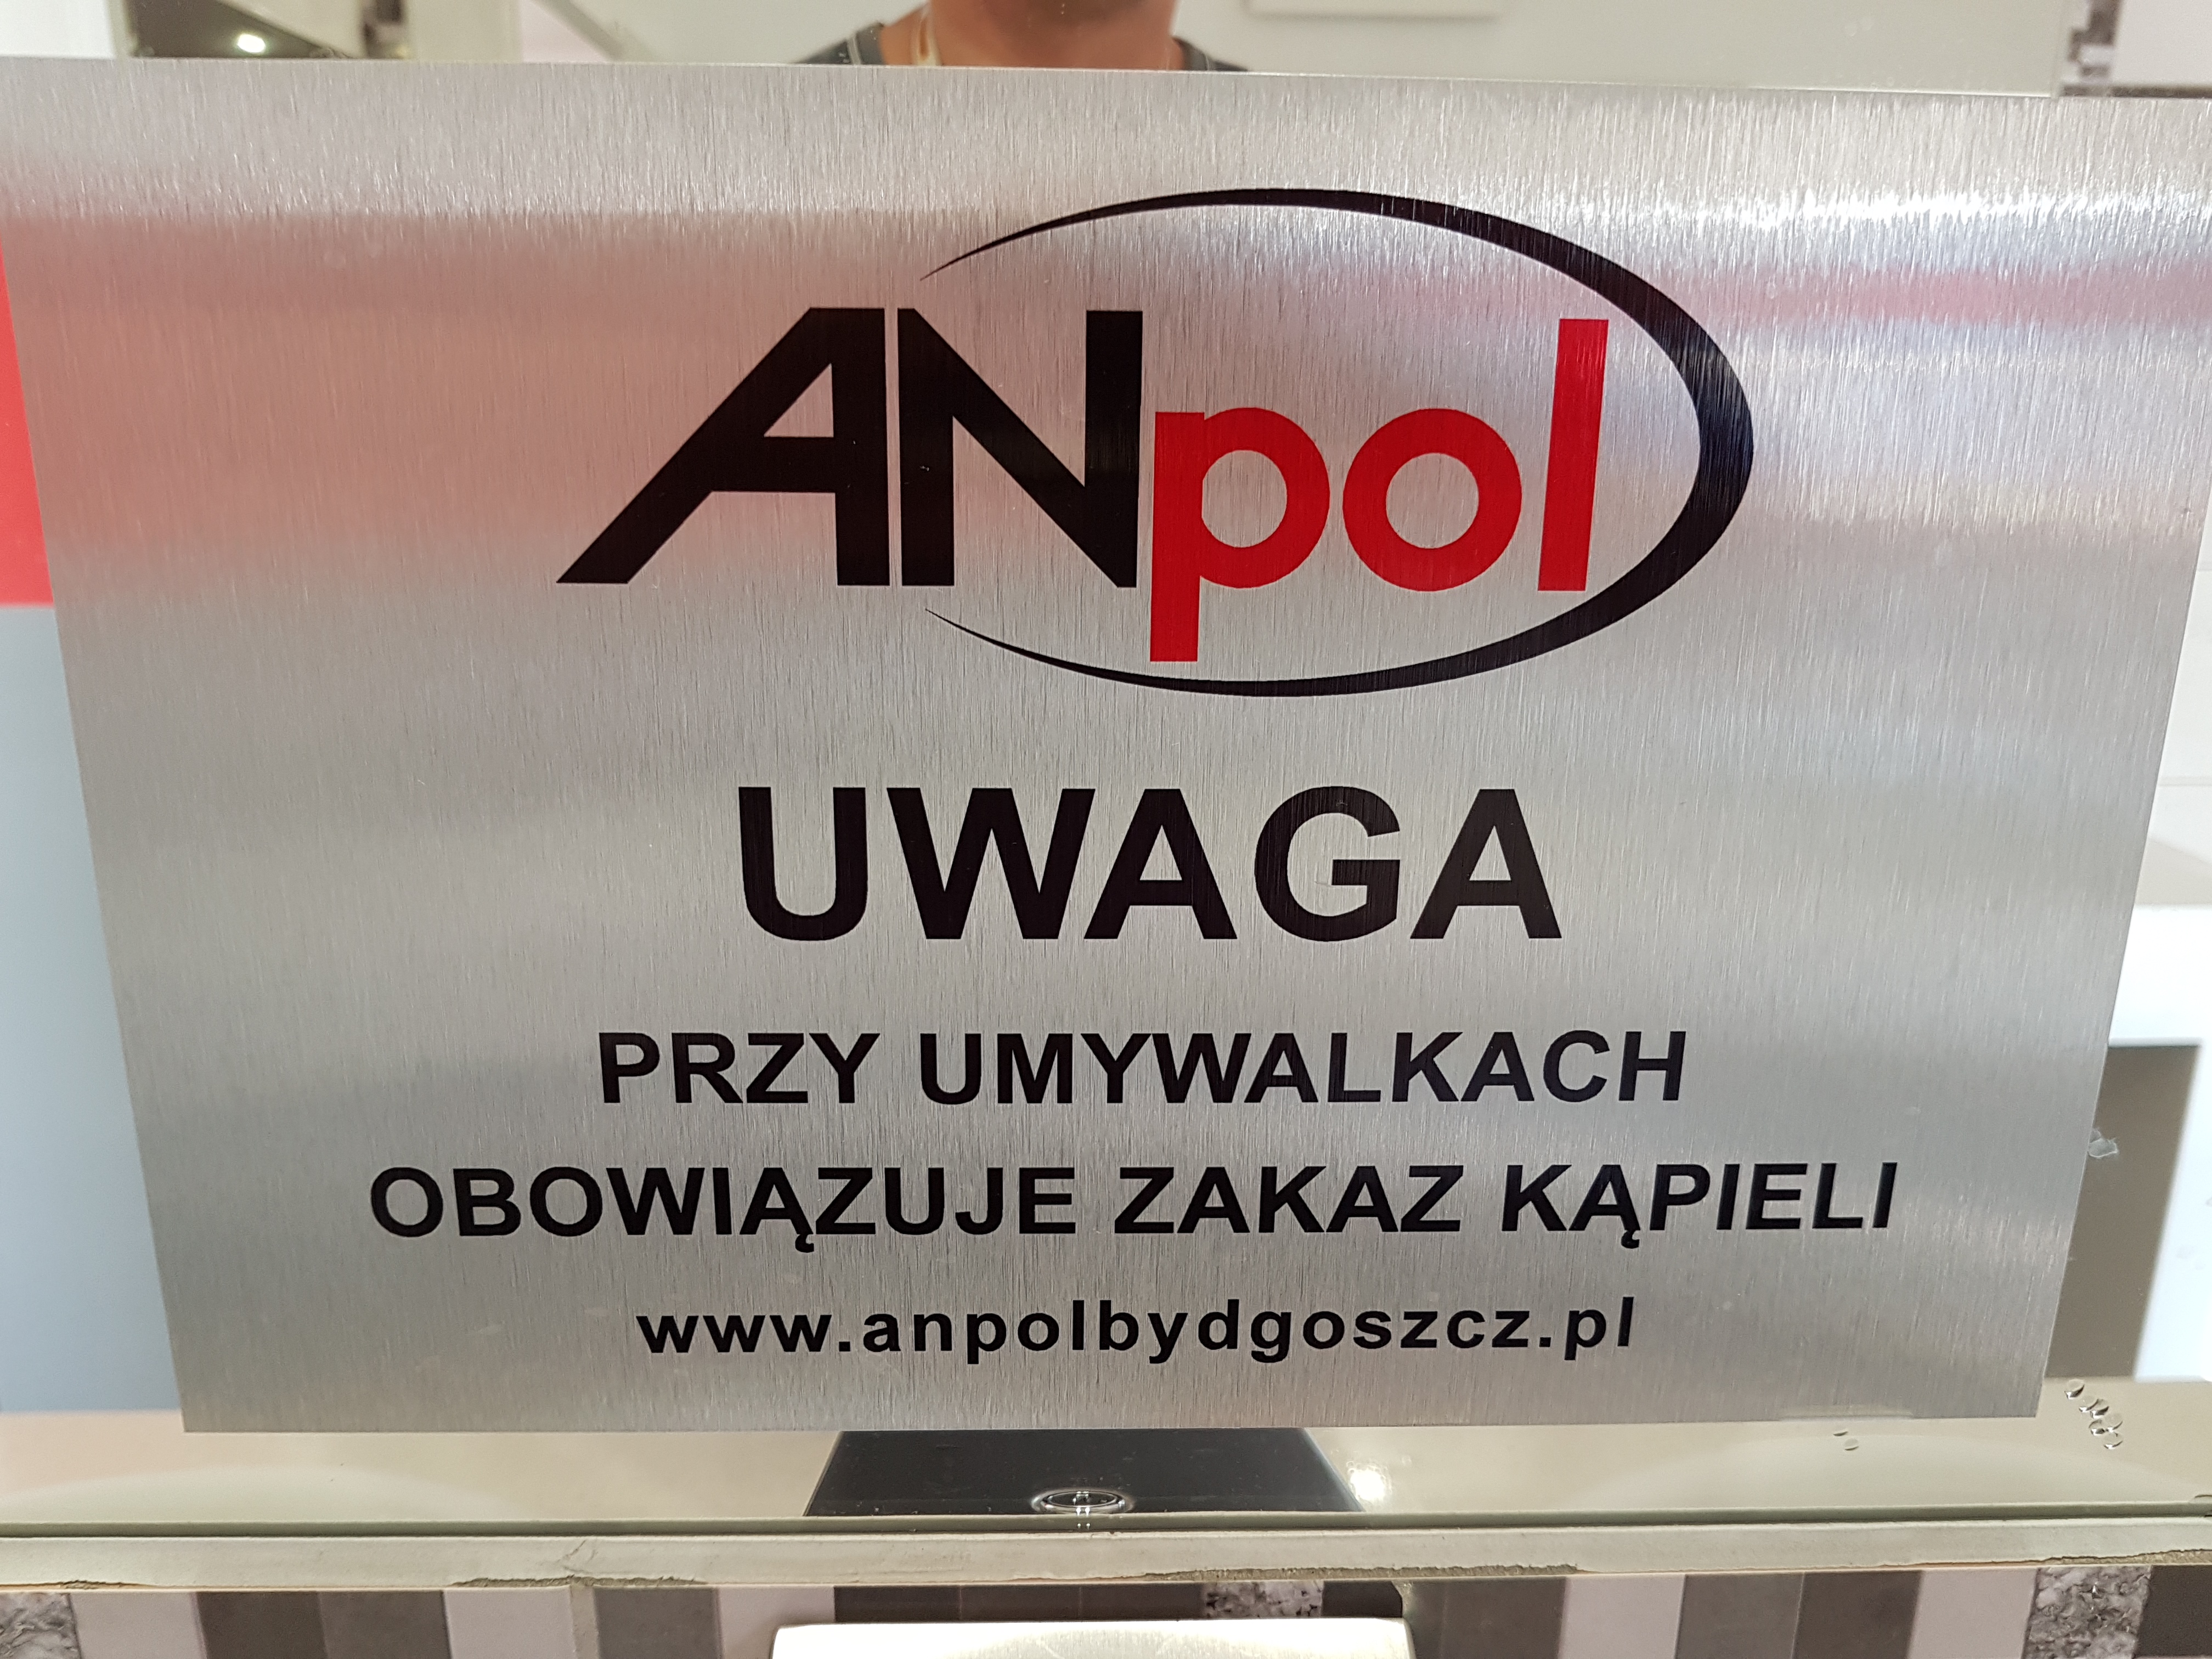 ANpol
UWAGA
PRZY UMYWALKACH
OBOWIĄZUJE ZAKAZ KĄPIELI
www.anpolbydgoszcz.pl